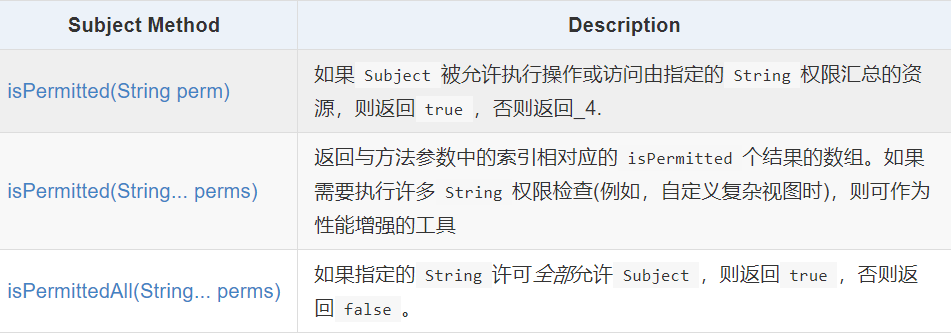 Subject Method
Description
isPermitted(String perm)
如果 Subject 被允许执行操作或访问由指定的 String 权限汇总的资
源，则返回 true ，否则返回_4.
isPermitted(String... perms)
返回与方法参数中的索引相对应的 isPermitted 个结果的数组。如果
需要执行许多 String 权限检查(例如，自定义复杂视图时)，则可作为
性能增强的工具
isPermittedAll(String... perms)
如果指定的 String 许可全部允许 Subject ，则返回 true ，否则返
回 false 。